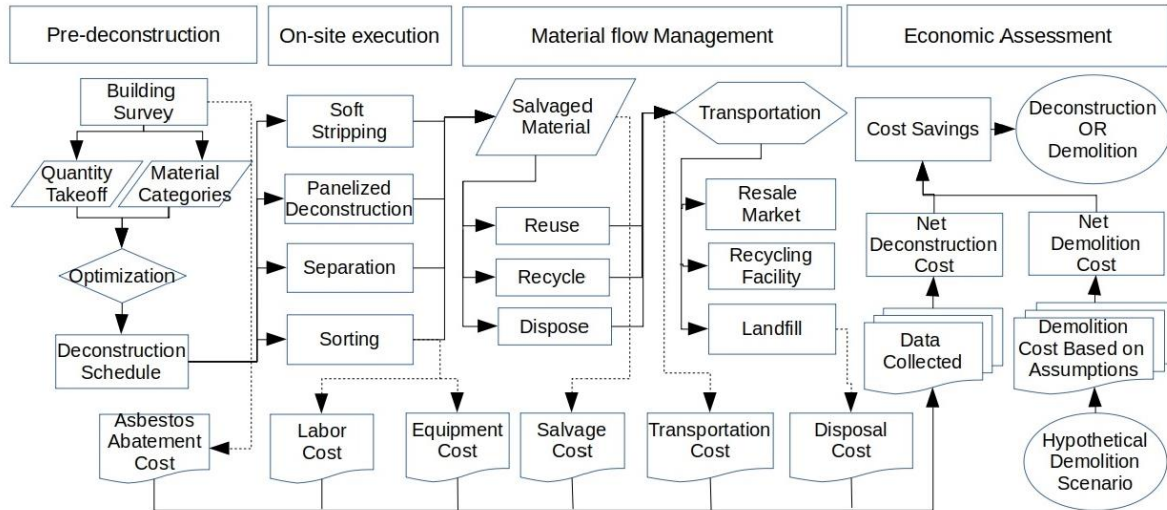 Pre-deconstruction
On-site execution
Material flow Management
Economic Assessment
Building
Survey
Quantity
Takeoff
Material
Categories
Optimization
Deconstruction
Schedule
Asbestos
Abatement
Cost
Soft
Stripping
Panelized
Deconstruction
Separation
Sorting
Labor
Cost
Equipment
Cost
Salvaged
Material
Reuse
Recycle
Dispose
Salvage
Cost
Transportation
Resale
Market
Recycling
Facility
Landfill
Transportation
Cost
Disposal
Cost
Cost Savings
Deconstruction
OR
Demolition
Net
Deconstruction
Cost
Net
Demolition
Cost
Data
Collected
Demolition
Cost Based on
Assumptions
Hypothetical
Demolition
Scenario